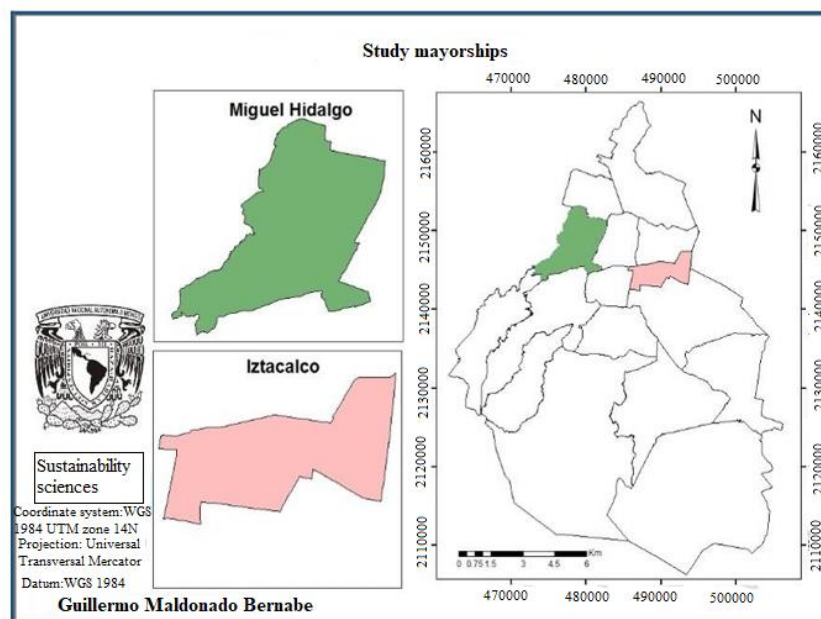 Study mayorships
Miguel Hidalgo
Iztacalco
470000 480000 490000 500000
2160000
2150000
2140000
2130000
2120000
2110000
N
2160000
2150000
2140000
2130000
2120000
2110000
0 0.75 1.5 3 4.5 6
Km
470000 480000 490000 500000
Sustainability
sciences
Coordinate system:WGS
1984 UTM zone 14N
Projection: Universal
Transversal Mercator
Datum:WGS 1984
Guillermo Maldonado Bernabe